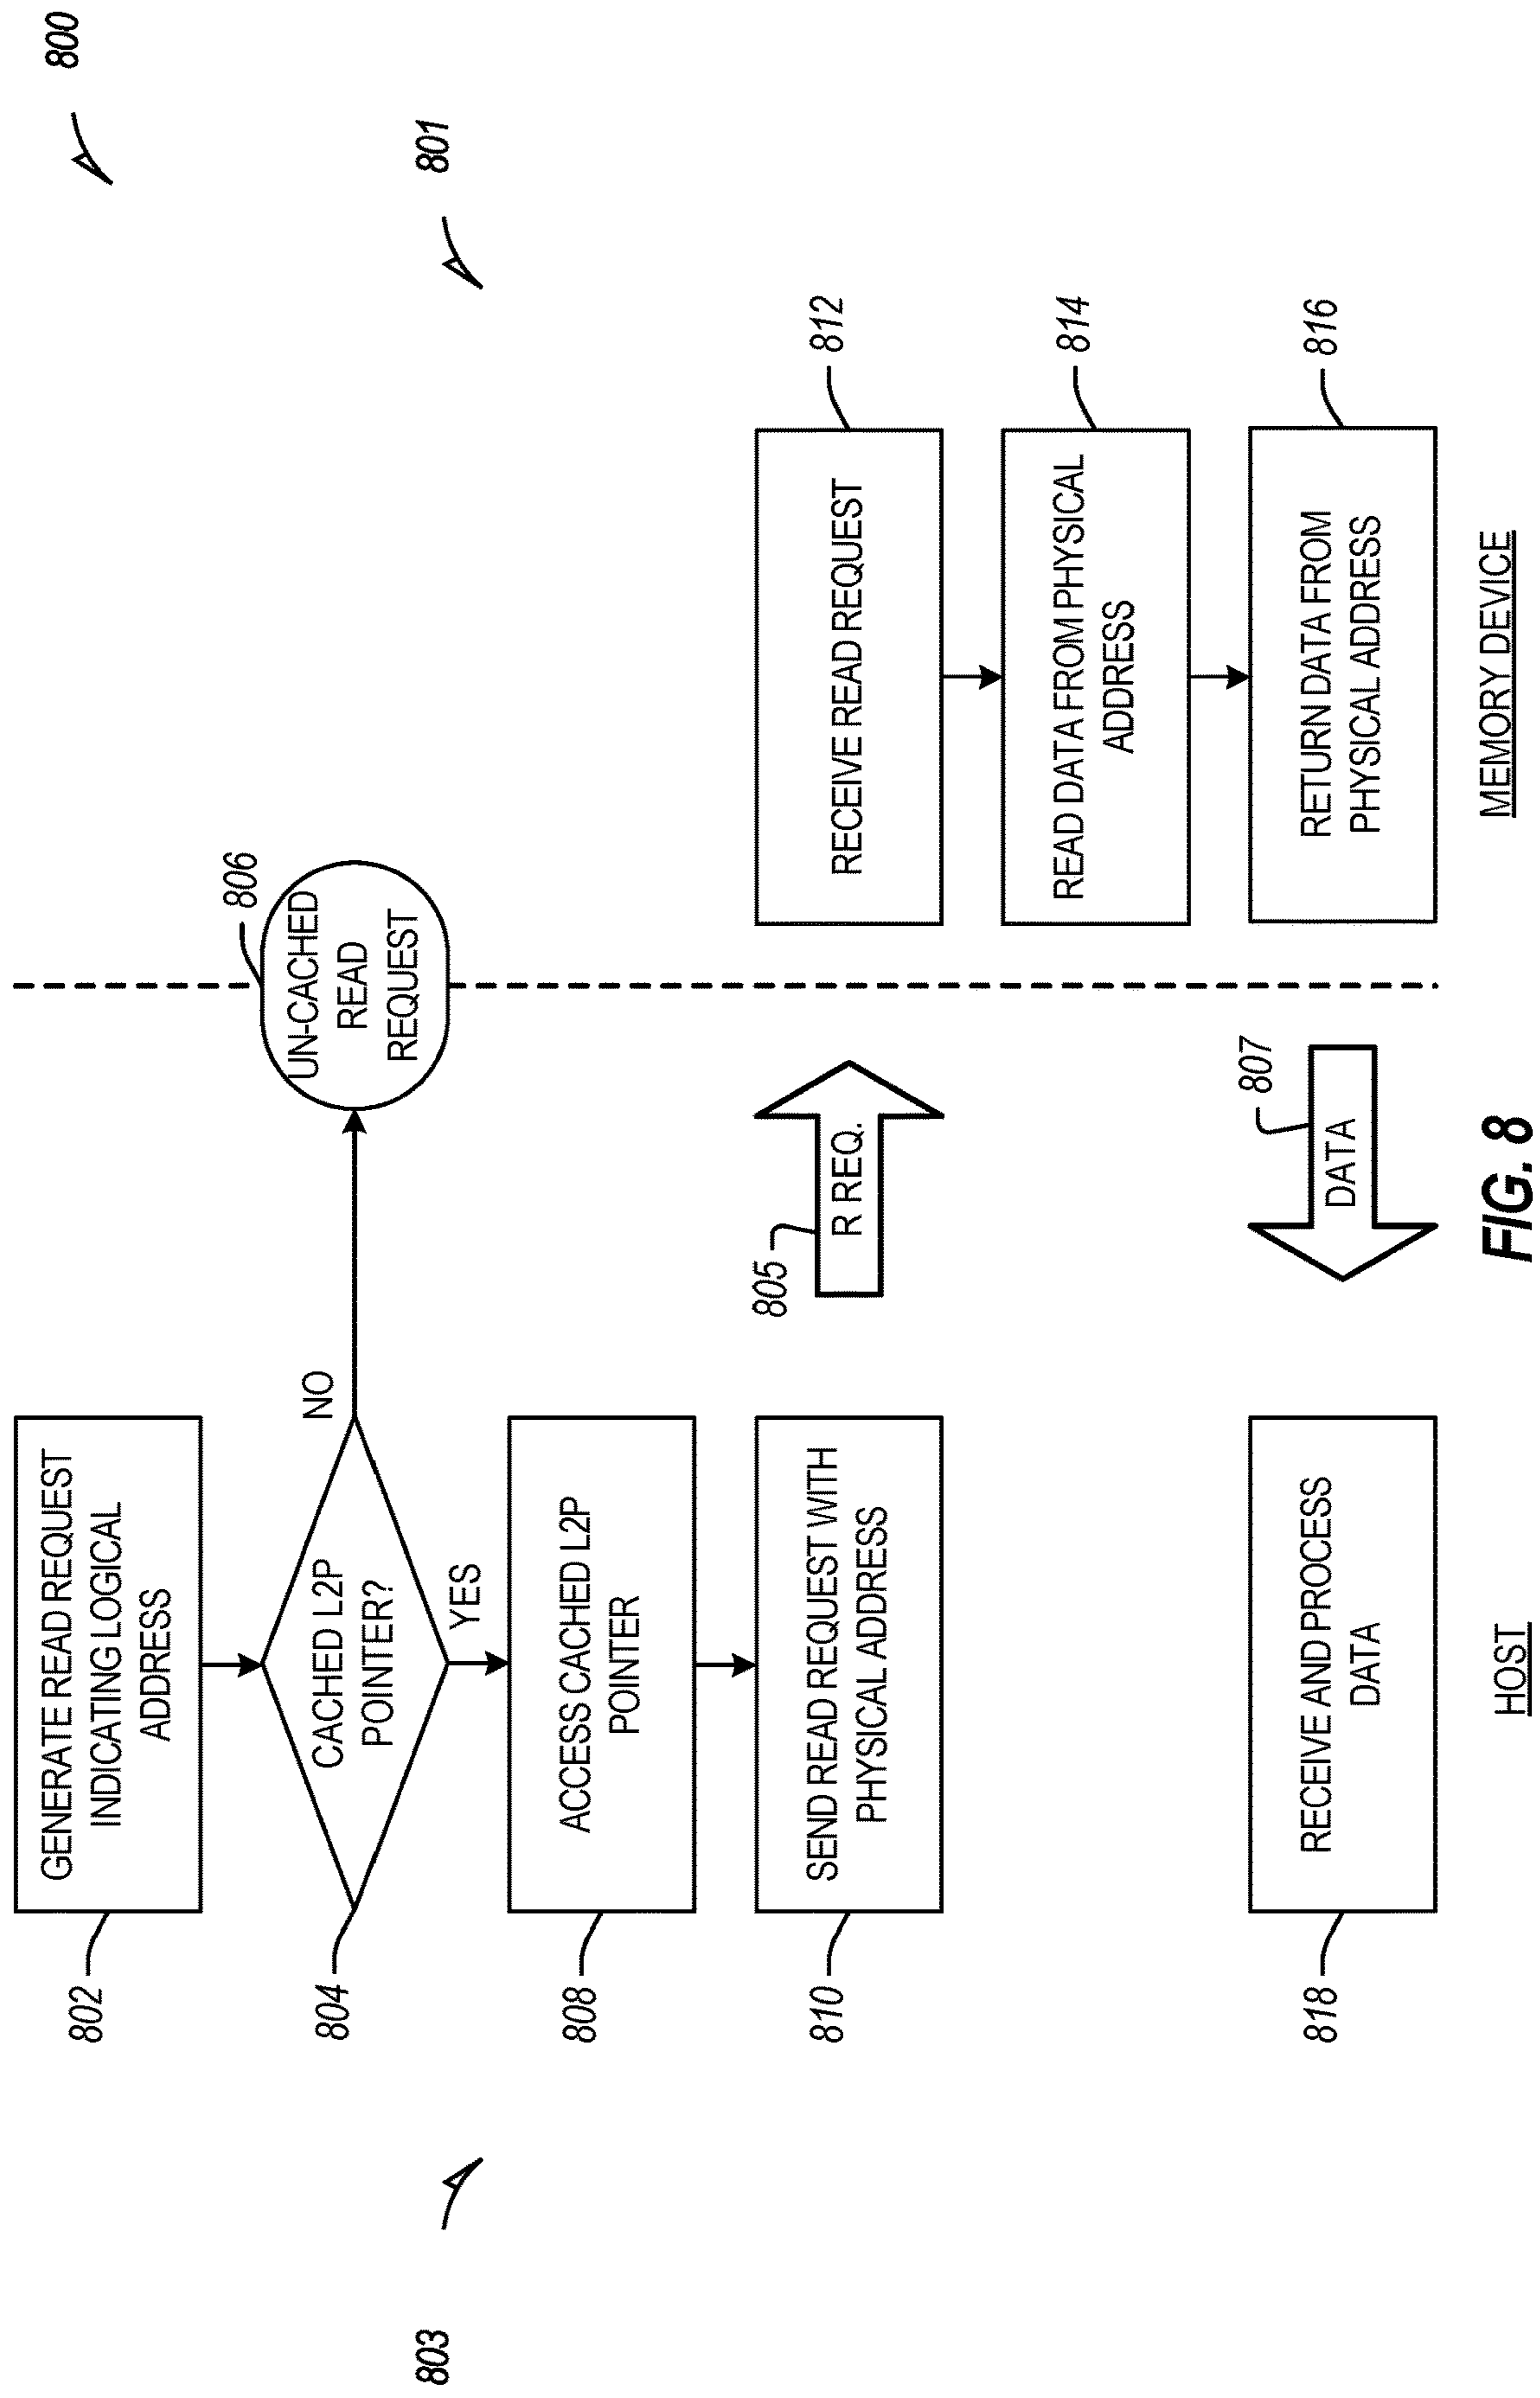 800
801
803
802
GENERATE READ REQUEST
INDICATING LOGICAL
ADDRESS
804
CACHED L2P
POINTER?
NO
YES
806
UN-CACHED
READ
REQUEST
808
ACCESS CACHED L2P
POINTER
810
SEND READ REQUEST WITH
PHYSICAL ADDRESS
805
R REQ.
812
RECEIVE READ REQUEST
814
READ DATA FROM PHYSICAL
ADDRESS
816
RETURN DATA FROM
PHYSICAL ADDRESS
807
DATA
818
RECEIVE AND PROCESS
DATA
HOST
MEMORY DEVICE
FIG. 8